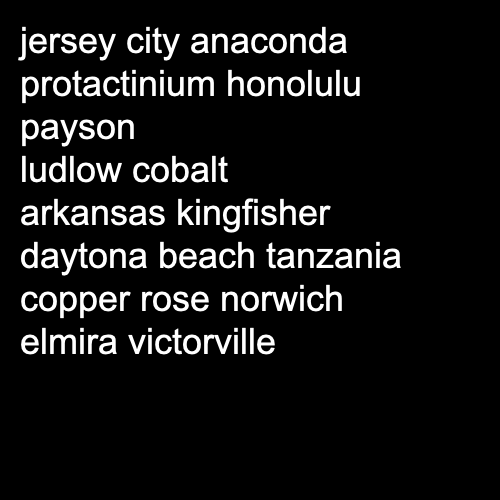 jersey city anaconda
protactinium honolulu
payson
ludlow cobalt
arkansas kingfisher
daytona beach tanzania
copper rose norwich
elmira victorville